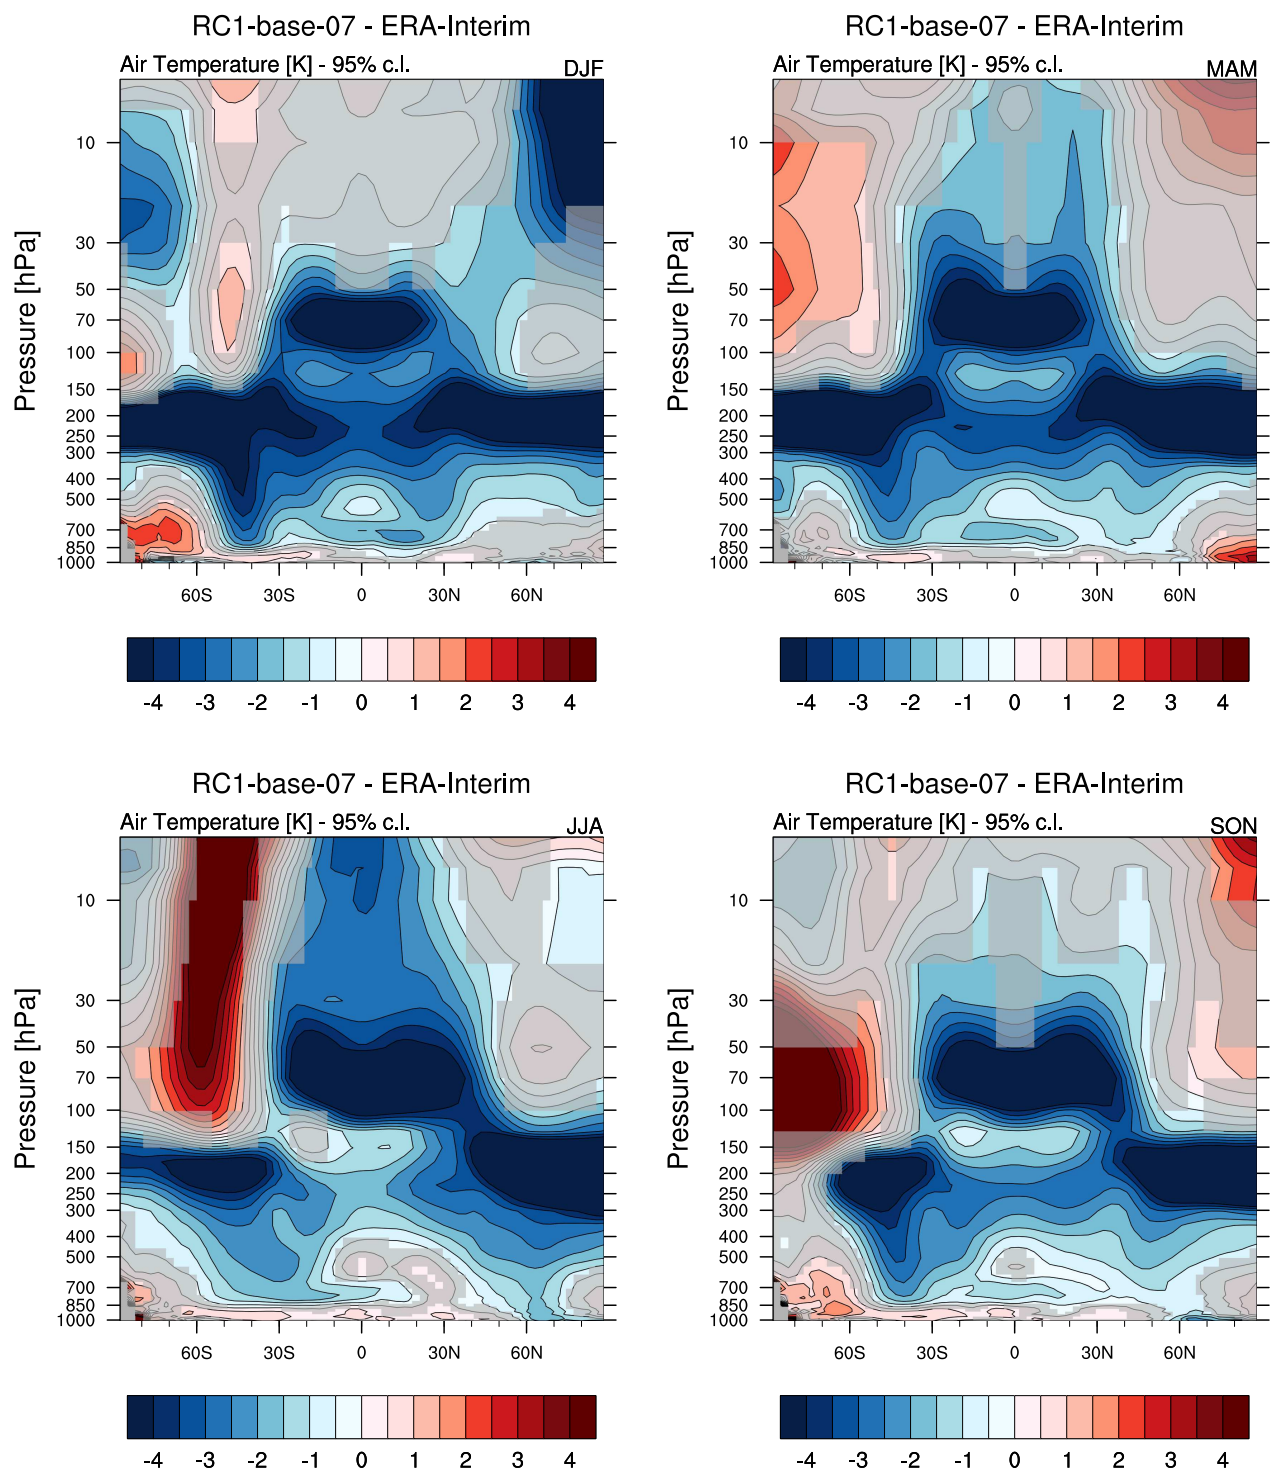 RC1-base-07 - ERA-Interim
Air Temperature [K] - 95% c.l. DJF
Pressure [hPa]
10
30
50
70
100
150
200
250
300
400
500
700
850
1000
60S 30S 0 30N 60N
-4 -3 -2 -1 0 1 2 3 4
RC1-base-07 - ERA-Interim
Air Temperature [K] - 95% c.l. MAM
Pressure [hPa]
10
30
50
70
100
150
200
250
300
400
500
700
850
1000
60S 30S 0 30N 60N
-4 -3 -2 -1 0 1 2 3 4
RC1-base-07 - ERA-Interim
Air Temperature [K] - 95% c.l. JJA
Pressure [hPa]
10
30
50
70
100
150
200
250
300
400
500
700
850
1000
60S 30S 0 30N 60N
-4 -3 -2 -1 0 1 2 3 4
RC1-base-07 - ERA-Interim
Air Temperature [K] - 95% c.l. SON
Pressure [hPa]
10
30
50
70
100
150
200
250
300
400
500
700
850
1000
60S 30S 0 30N 60N
-4 -3 -2 -1 0 1 2 3 4